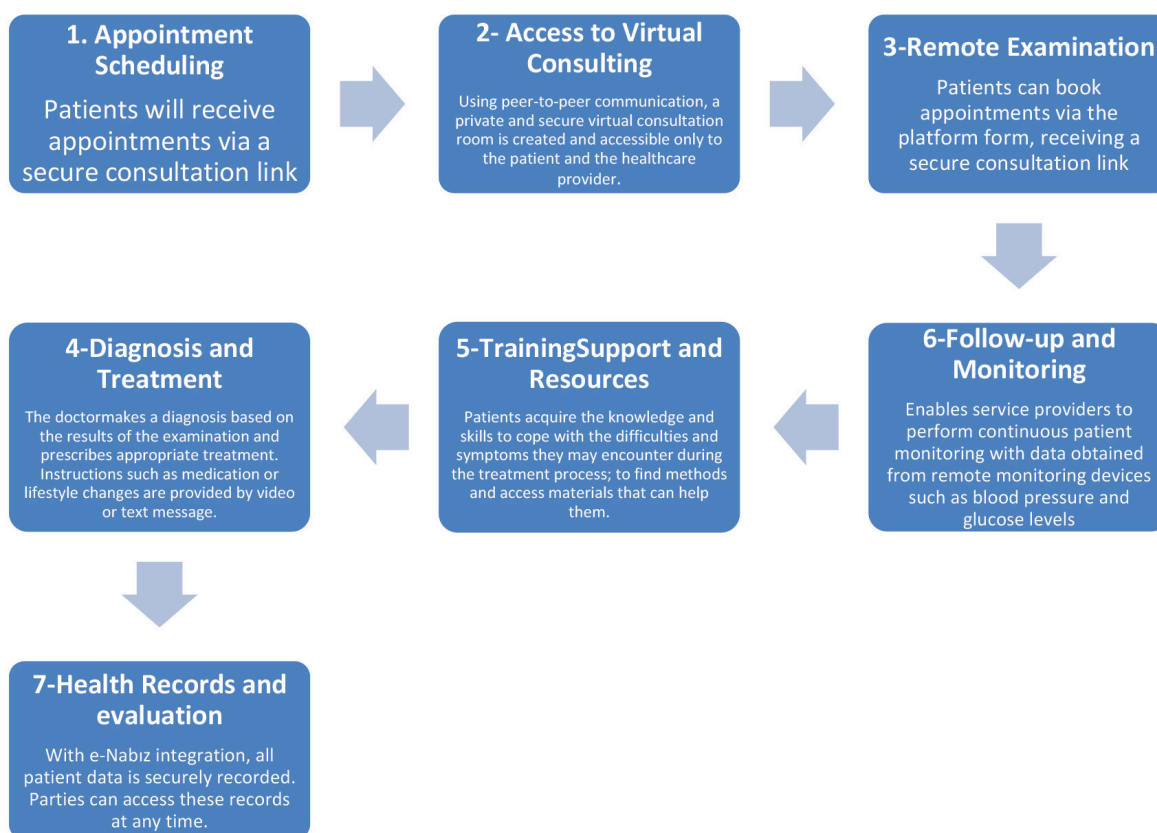 1. Appointment
Scheduling
Patients will receive
appointments via a
secure consultation link
2- Access to Virtual
Consulting
Using peer-to-peer communication, a
private and secure virtual consultation
room is created and accessible only to
the patient and the healthcare
provider.
3-Remote Examination
Patients can book
appointments via the
platform form, receiving a
secure consultation link
4-Diagnosis and
Treatment
The doctormakes a diagnosis based on
the results of the examination and
prescribes appropriate treatment.
Instructions such as medication or
lifestyle changes are provided by video
or text message.
5-TrainingSupport and
Resources
Patients acquire the knowledge and
skills to cope with the difficulties and
symptoms they may encounter during
the treatment process; to find methods
and access materials that can help
them.
6-Follow-up and
Monitoring
Enables service providers to
perform continuous patient
monitoring with data obtained
from remote monitoring devices
such as blood pressure and
glucose levels
7-Health Records and
evaluation
With e-Nabız integration, all
patient data is securely recorded.
Parties can access these records
at any time.